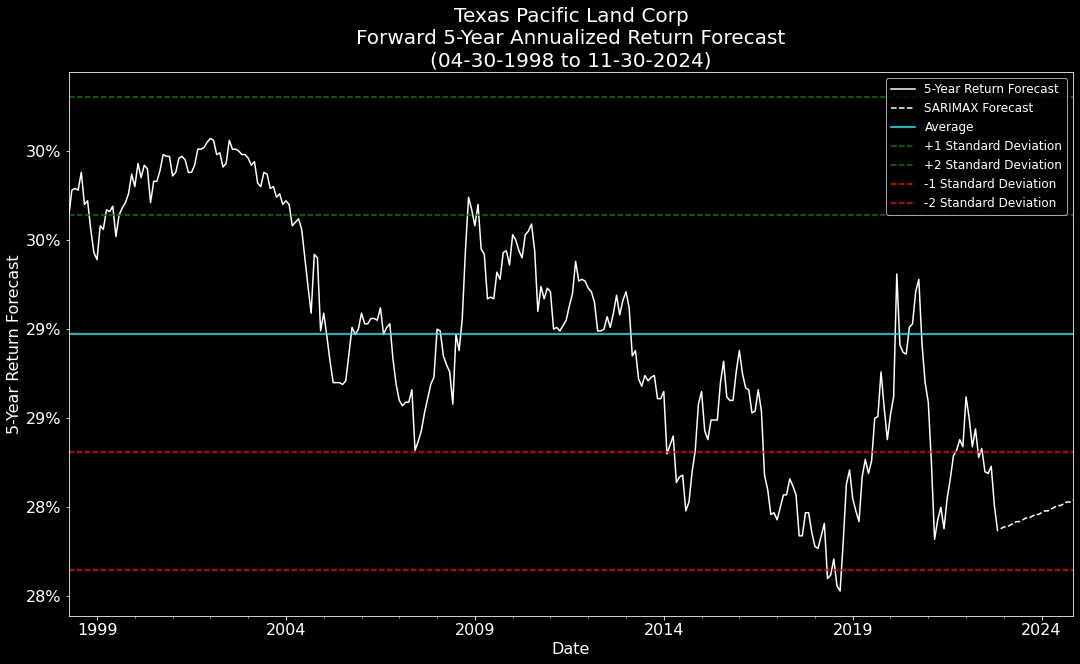 Texas Pacific Land Corp
Forward 5-Year Annualized Return Forecast
(04-30-1998 to 11-30-2024)
5-Year Return Forecast
SARIMAX Forecast
Average
+1 Standard Deviation
+2 Standard Deviation
-1 Standard Deviation
-2 Standard Deviation
5-Year Return Forecast
30%
30%
29%
29%
28%
28%
1999
2004
2009
2014
2019
2024
Date